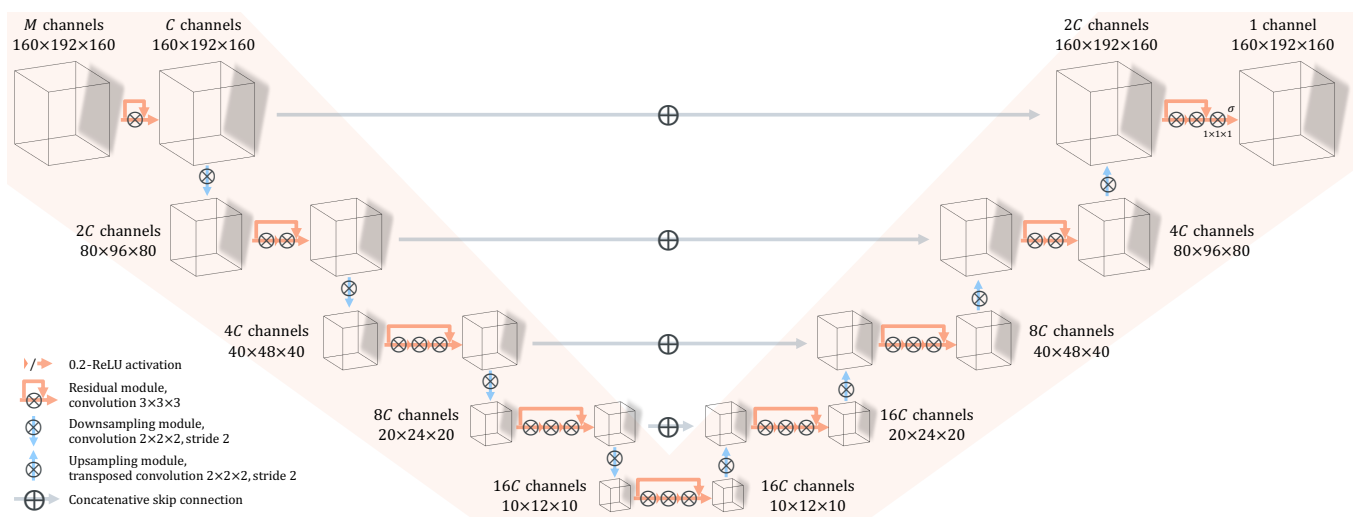 M channels
160×192×160
C channels
160×192×160
2C channels
160×192×160
1 channel
160×192×160
σ
1×1×1
2C channels
80×96×80
4C channels
80×96×80
4C channels
40×48×40
8C channels
40×48×40
8C channels
20×24×20
16C channels
20×24×20
16C channels
10×12×10
16C channels
10×12×10
/
0.2-ReLU activation
Residual module,
convolution 3×3×3
Downsampling module,
convolution 2×2×2, stride 2
Upsampling module,
transposed convolution 2×2×2, stride 2
Concatenative skip connection